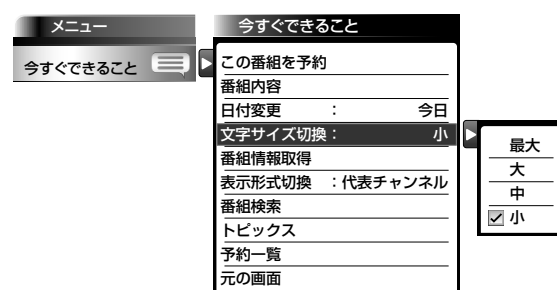 メニュー
今すぐできること
今すぐできること
この番組を予約
番組内容
日付変更 : 今日
文字サイズ切換 : 小
番組情報取得
表示形式切換 : 代表チャンネル
番組検索
トピックス
予約一覧
元の画面
最大
大
中
小